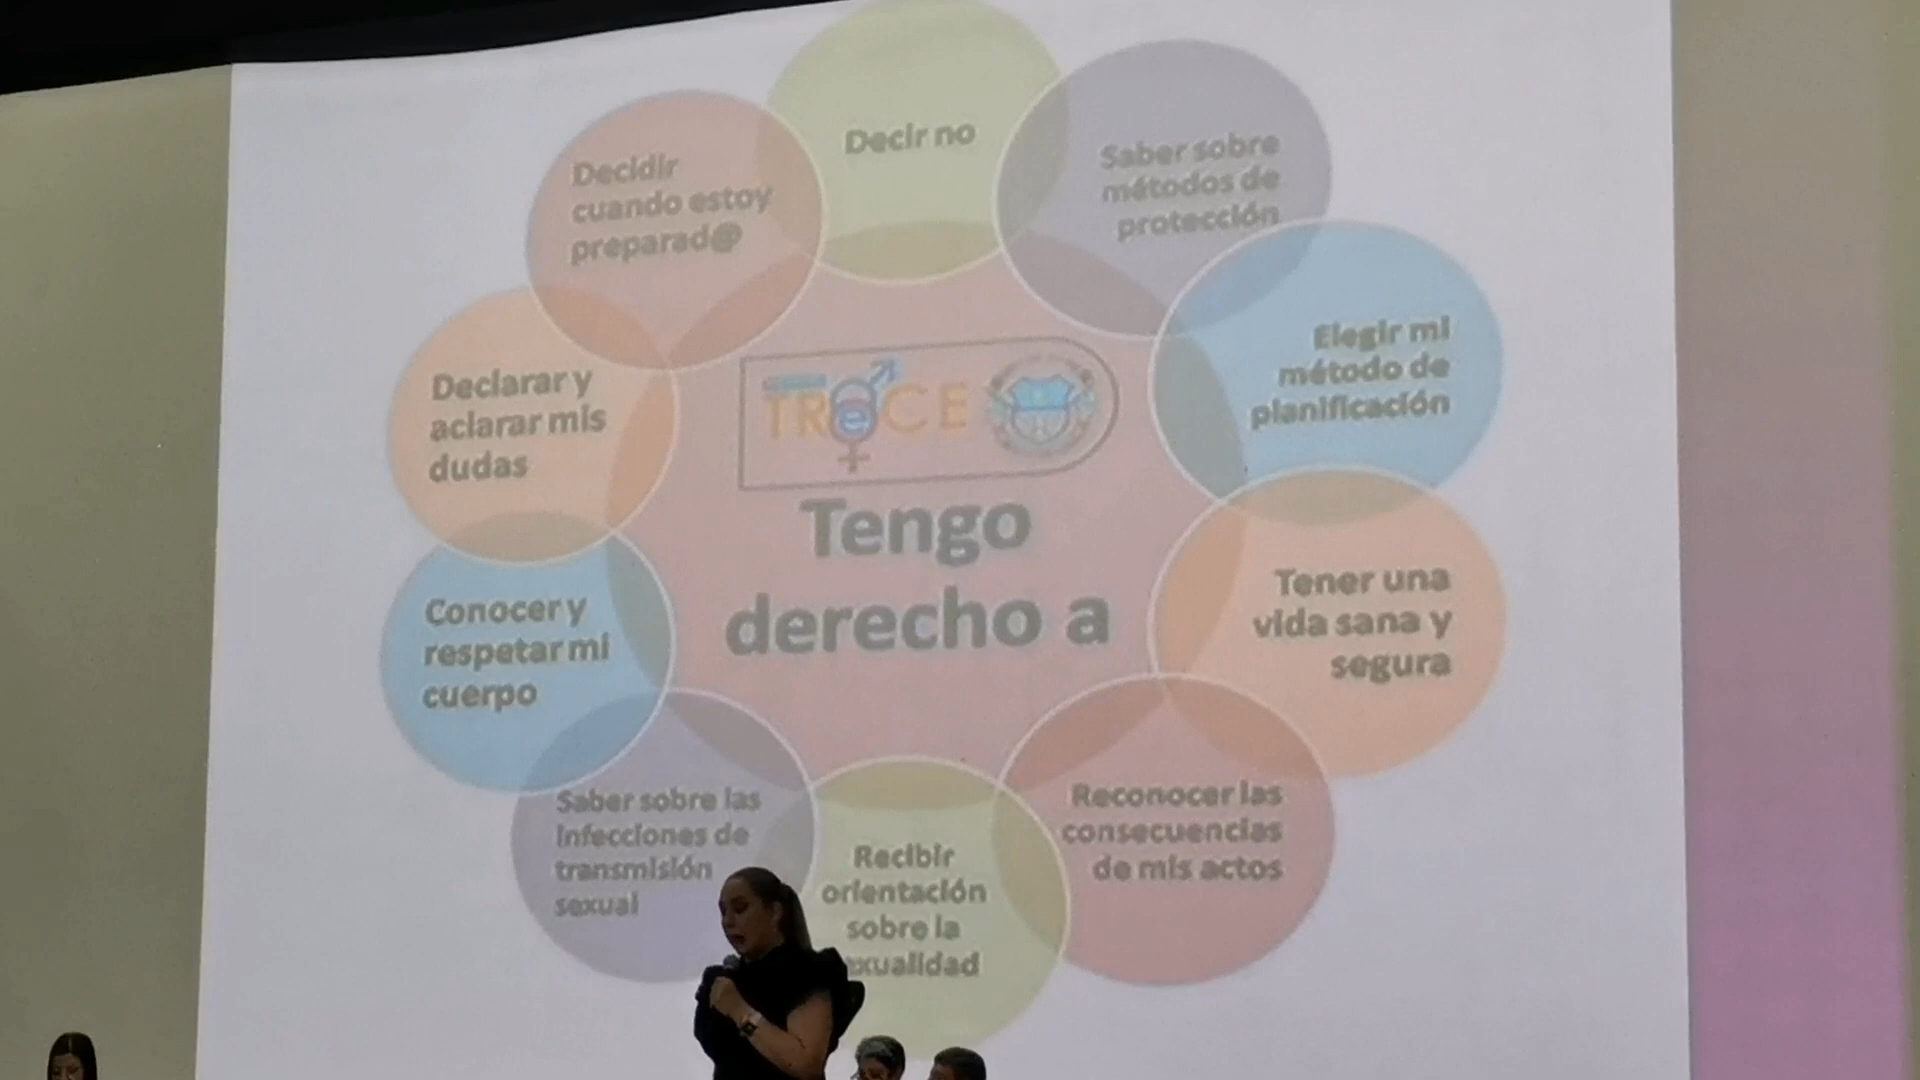 Decir no
Saber sobre
métodos de
protección
Elegir mi
método de
planificación
Tener una
vida sana y
segura
Reconocer las
consecuencias
de mis actos
Recibir
orientación
sobre la
xualidad
Saber sobre las
infecciones de
transmisión
sexual
Conocer y
respetar mi
cuerpo
Declarar y
aclarar mis
dudas
Decidir
cuando estoy
preparad@
TReCE
Tengo
derecho a